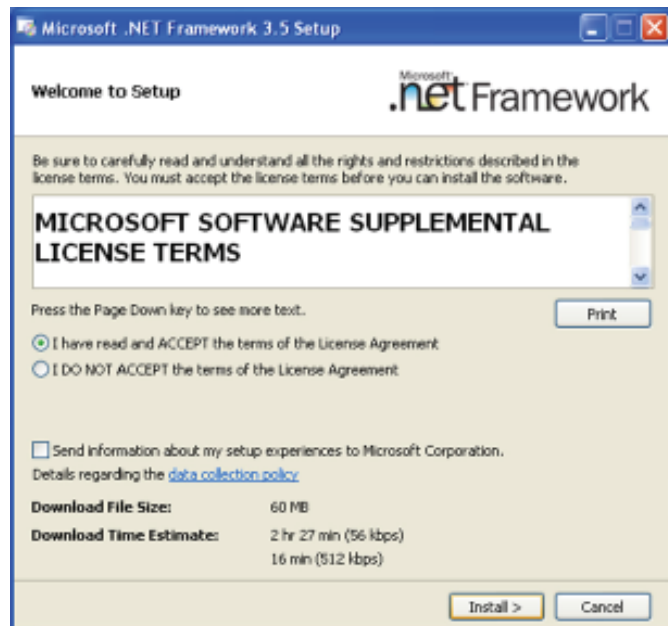 Microsoft .NET Framework 3.5 Setup
Welcome to Setup
Microsoft
.net Framework
Be sure to carefully read and understand all the rights and restrictions described in the
license terms. You must accept the license terms before you can install the software.
MICROSOFT SOFTWARE SUPPLEMENTAL
LICENSE TERMS
Press the Page Down key to see more text.
Print
I have read and ACCEPT the terms of the License Agreement
I DO NOT ACCEPT the terms of the License Agreement
Send information about my setup experiences to Microsoft Corporation.
Details regarding the data collection policy
Download File Size: 60 MB
Download Time Estimate: 2 hr 27 min (56 kbps)
16 min (512 kbps)
Install > Cancel